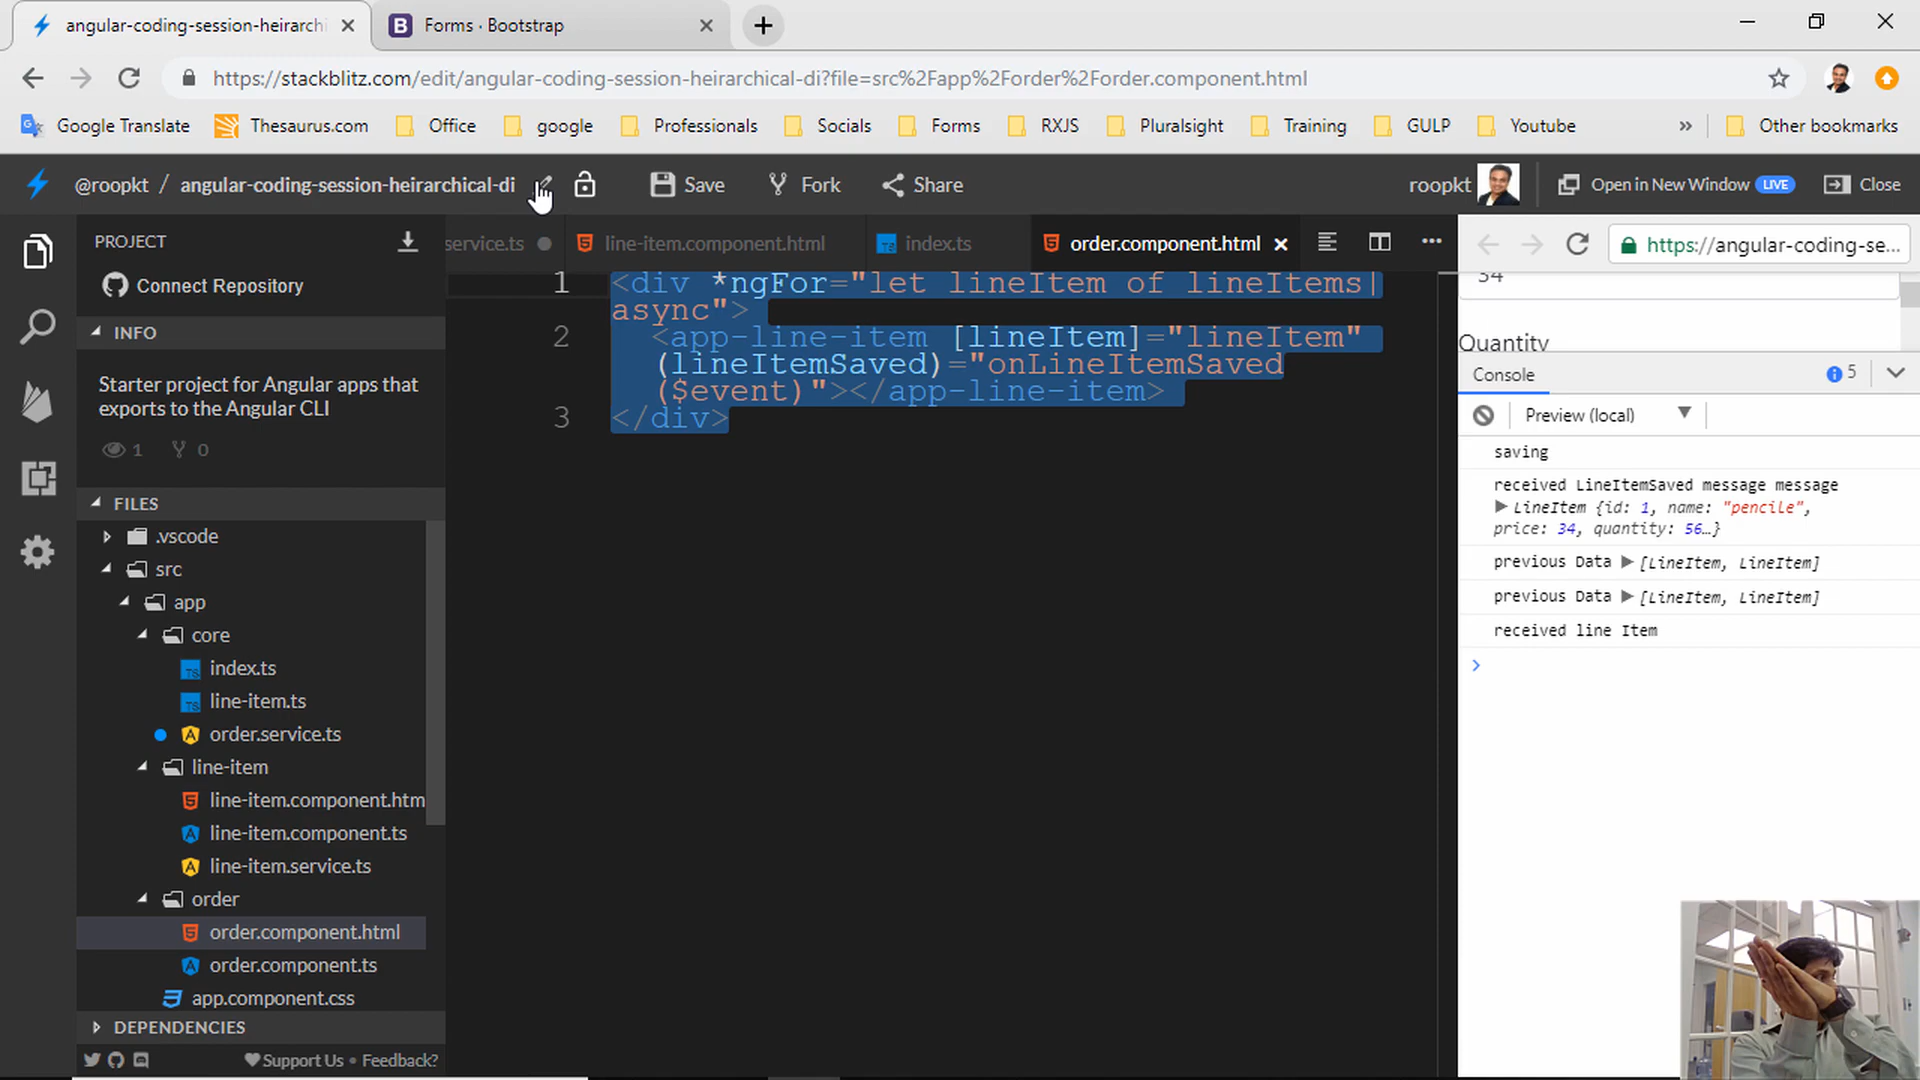 angular-coding-session-heirarchi
Forms · Bootstrap
https://stackblitz.com/edit/angular-coding-session-heirarchical-di?file=src%2Fapp%2Forder%2Forder.component.html
Google Translate
Thesaurus.com
Office
google
Professionals
Socials
Forms
RXJS
Pluralsight
Training
GULP
Youtube
»
Other bookmarks
@roopkt / angular-coding-session-heirarchical-di
Save
Fork
Share
roopkt
Open in New Window LIVE
Close
PROJECT
Connect Repository
INFO
Starter project for Angular apps that
exports to the Angular CLI
1
0
FILES
.vscode
src
app
core
index.ts
line-item.ts
order.service.ts
line-item
line-item.component.htm
line-item.component.ts
line-item.service.ts
order
order.component.html
order.component.ts
app.component.css
DEPENDENCIES
Support Us • Feedback?
service.ts
line-item.component.html
index.ts
order.component.html
1 <div *ngFor="let lineItem of lineItems|
async">
2 <app-line-item [lineItem]="lineItem"
(lineItemSaved)="onLineItemSaved
($event)"></app-line-item>
3 </div>
https://angular-coding-se...
34
Quantity
Console
5
Preview (local)
saving
received LineItemSaved message message
LineItem {id: 1, name: "pencile",
price: 34, quantity: 56…}
previous Data [LineItem, LineItem]
previous Data [LineItem, LineItem]
received line Item